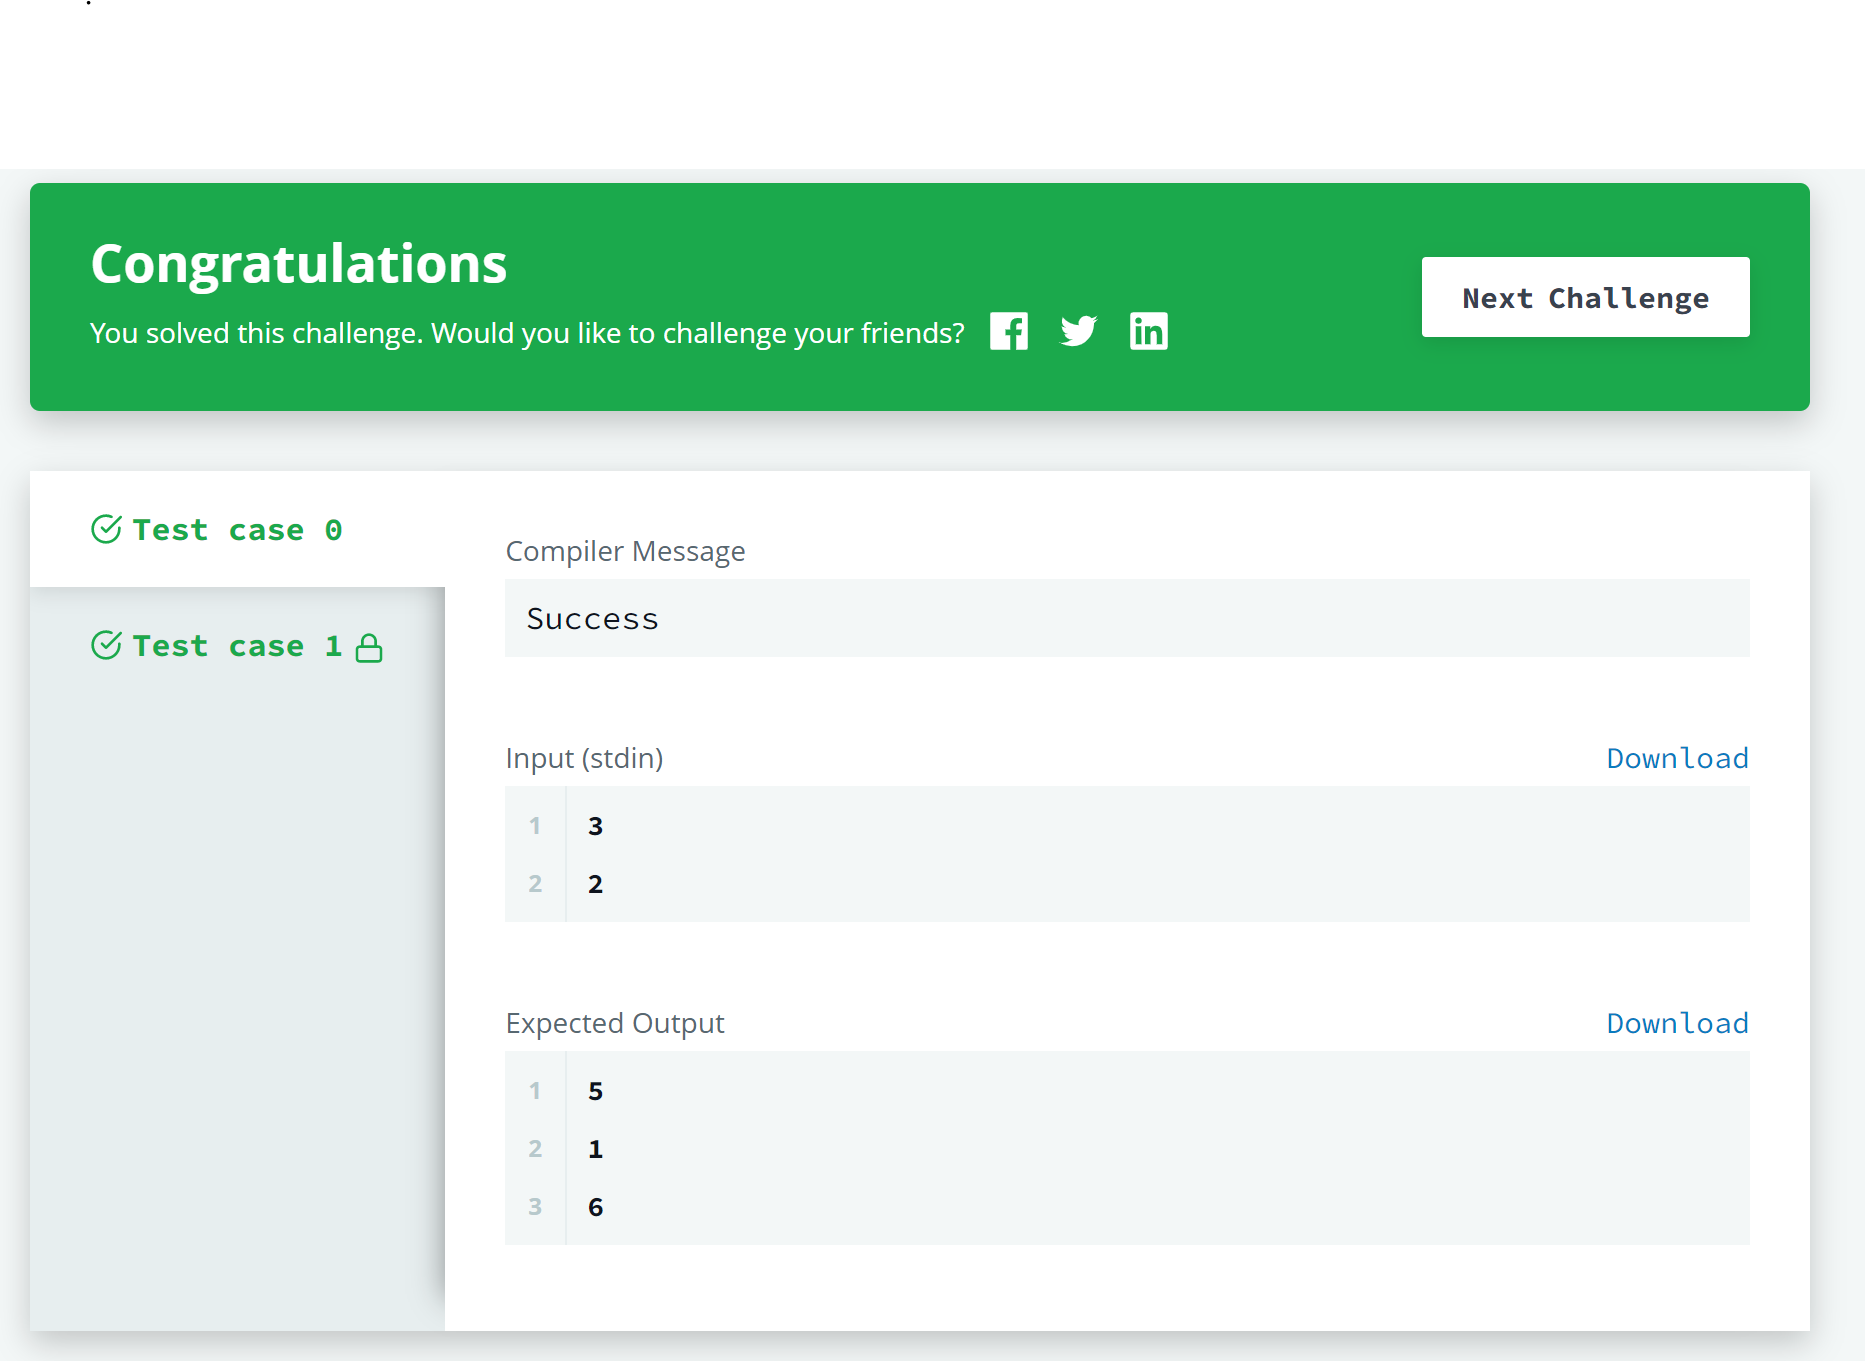 Congratulations
You solved this challenge. Would you like to challenge your friends?
Next Challenge
Test case 0
Test case 1
Compiler Message
Success
Input (stdin)
Download
1 3
2 2
Expected Output
Download
1 5
2 1
3 6